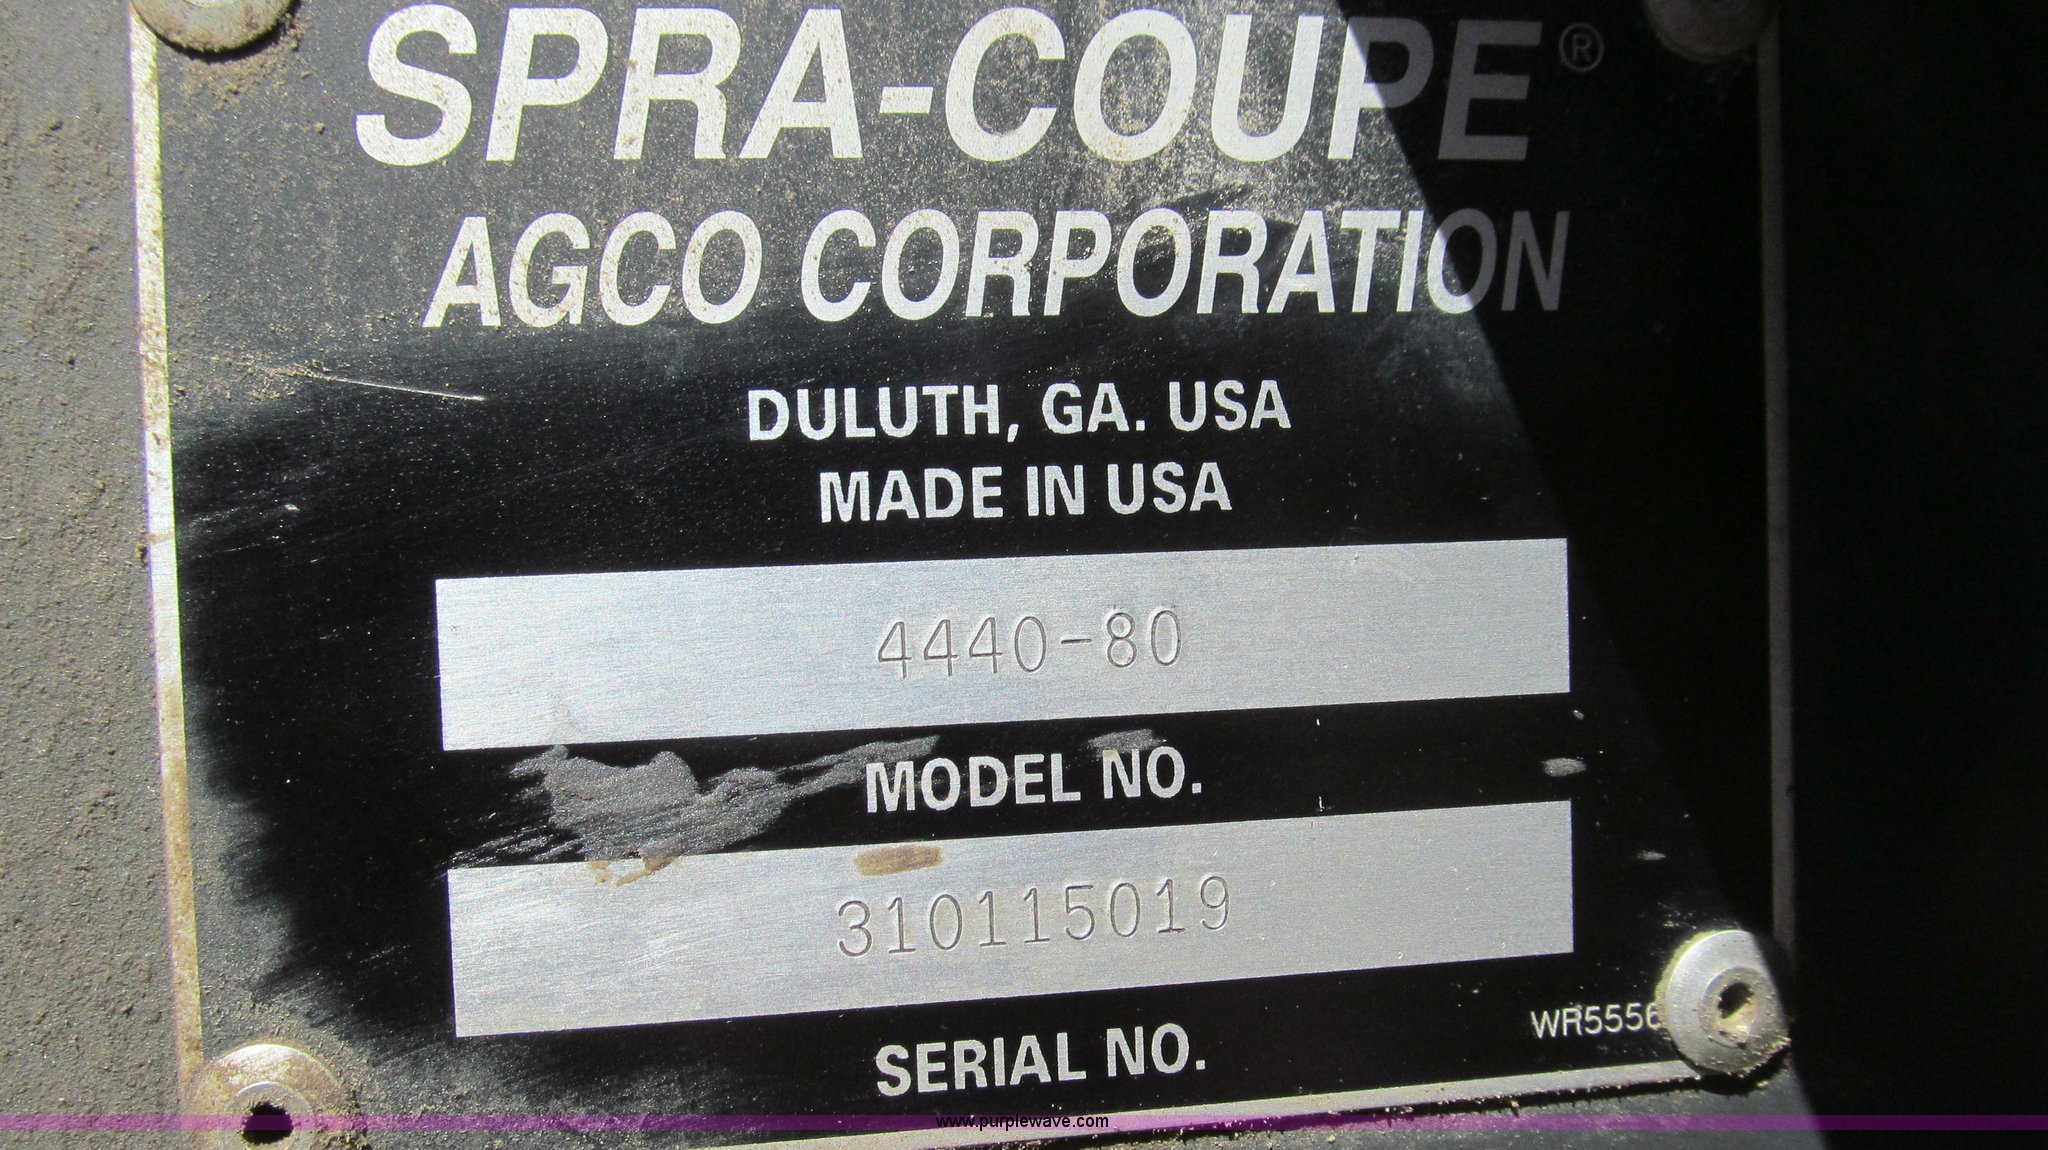 SPRA-COUPE®
AGCO CORPORATION
DULUTH, GA. USA
MADE IN USA
4440-80
MODEL NO.
310115019
SERIAL NO.
WR5556
www.purplewave.com